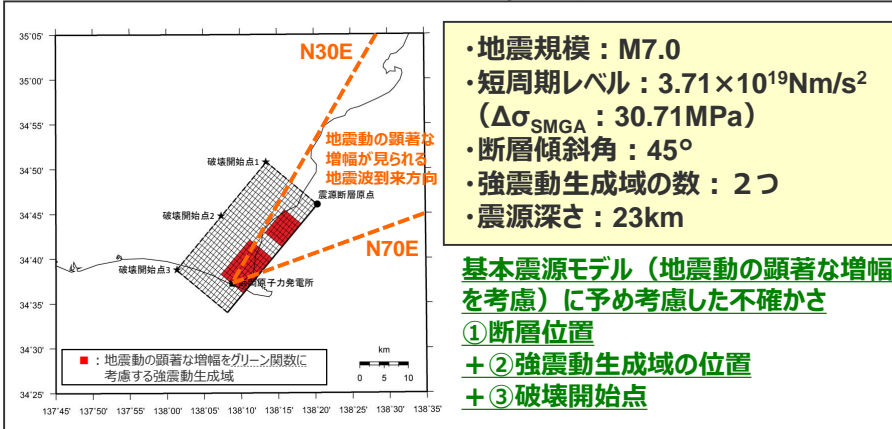 35˚05'
35˚00'
34˚55'
34˚50'
34˚45'
34˚40'
34˚35'
34˚30'
34˚25'
137˚45' 137˚50' 137˚55' 138˚00' 138˚05' 138˚10' 138˚15' 138˚20' 138˚25' 138˚30' 138˚35'
N30E
地震動の顕著な
増幅が見られる
地震波到来方向
破壊開始点1
震源断層原点
破壊開始点2
N70E
破壊開始点3
原子力発電所
km
0 5 10
■：地震動の顕著な増幅をグリーン関数に
考慮する強震動生成域
・地震規模：M7.0
・短周期レベル：3.71×10¹⁹Nm/s²
（ΔσSMGA：30.71MPa）
・断層傾斜角：45°
・強震動生成域の数：２つ
・震源深さ：23km
基本震源モデル（地震動の顕著な増幅
を考慮）に予め考慮した不確かさ
①断層位置
＋②強震動生成域の位置
＋③破壊開始点